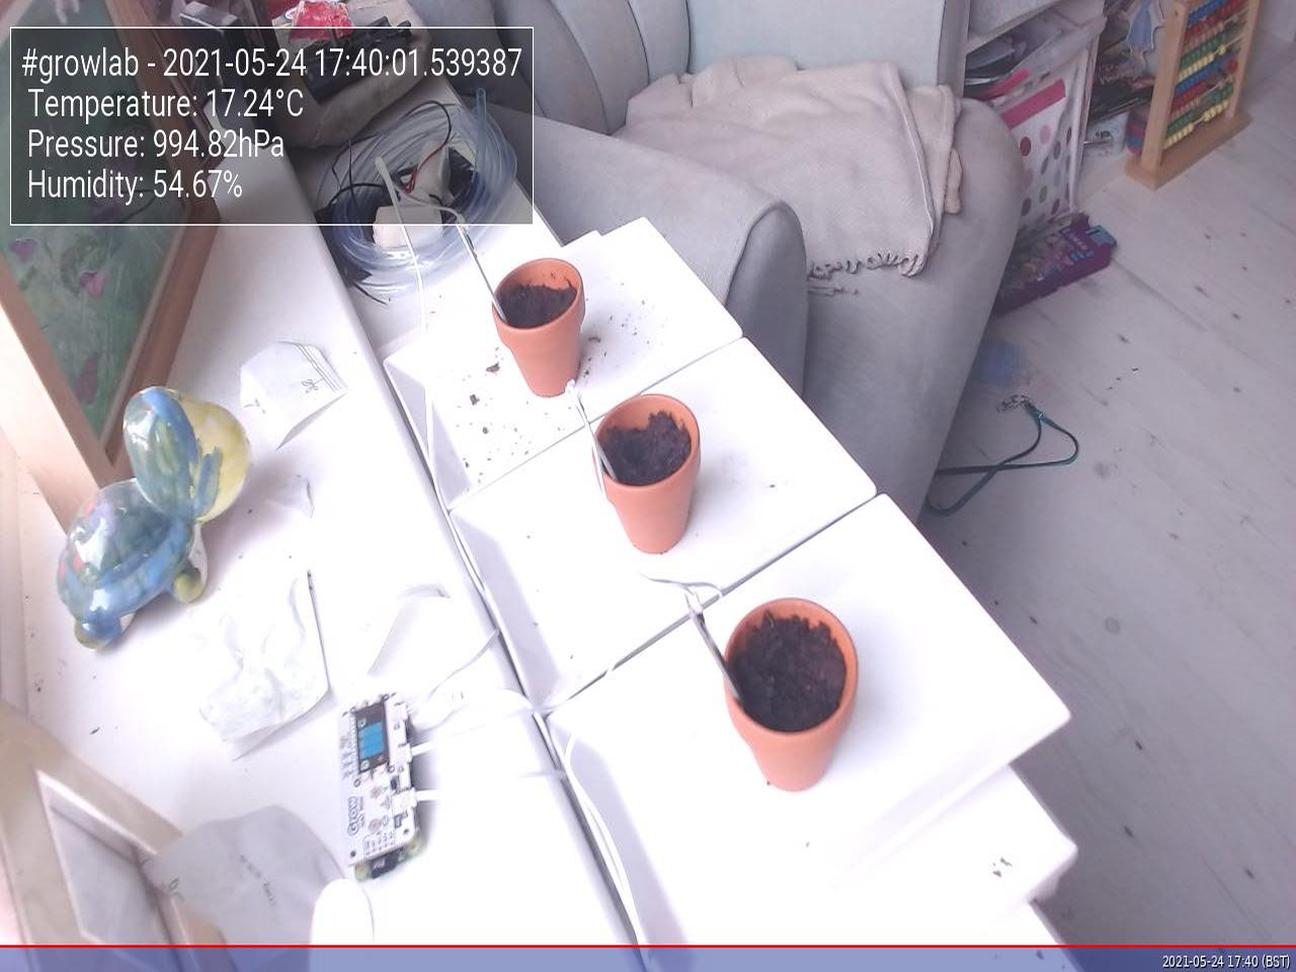 #growlab - 2021-05-24 17:40:01.539387
Temperature: 17.24°C
Pressure: 994.82hPa
Humidity: 54.67%
GROW
2021-05-24 17:40 (BST)